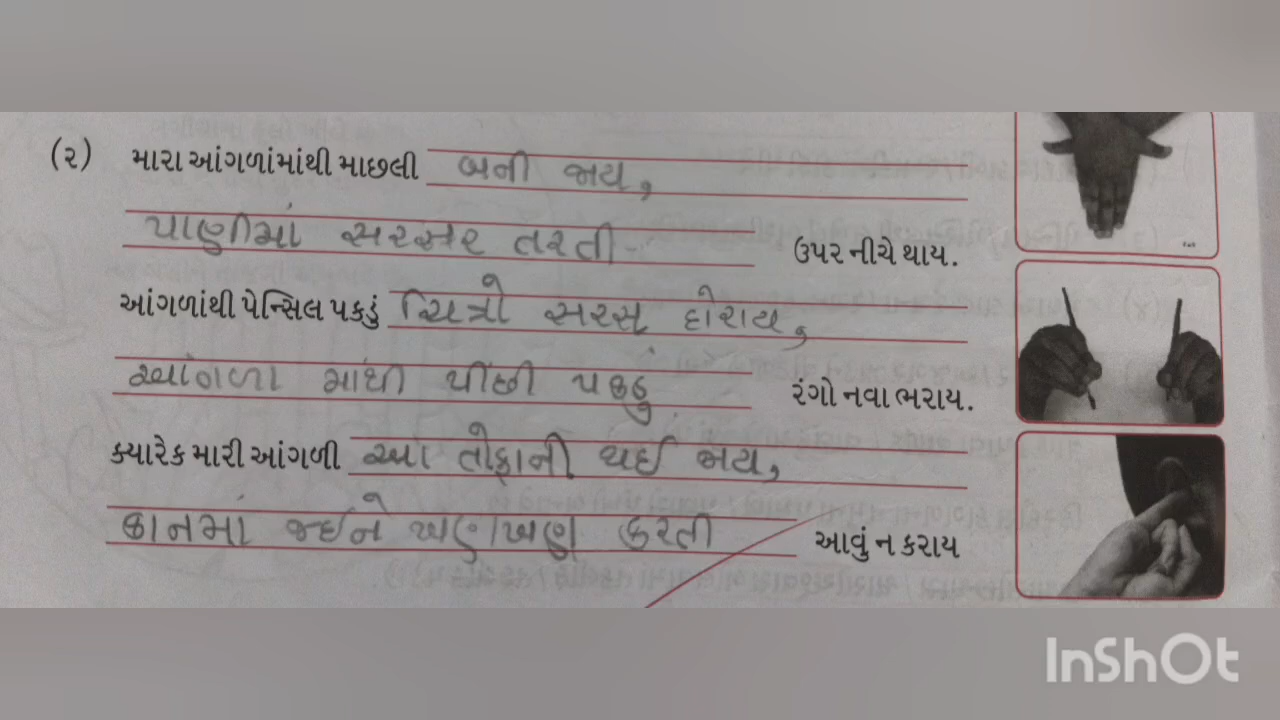 (૨) મારા આંગળાંમાંથી માછલી બની જાય,
પાણીમાં સરસર તરતી ઉપર નીચે થાય.
આંગળાંથી પેન્સિલ પકડું ચિત્રો સરસ દોરાય,
આંગળા માંથી પીંછી પકડું રંગો નવા ભરાય.
ક્યારેક મારી આંગળી આ તોફાની થઈ જાય,
કાનમાં જઈને ખણખણ કરતી આવું ન કરાય
InShOt